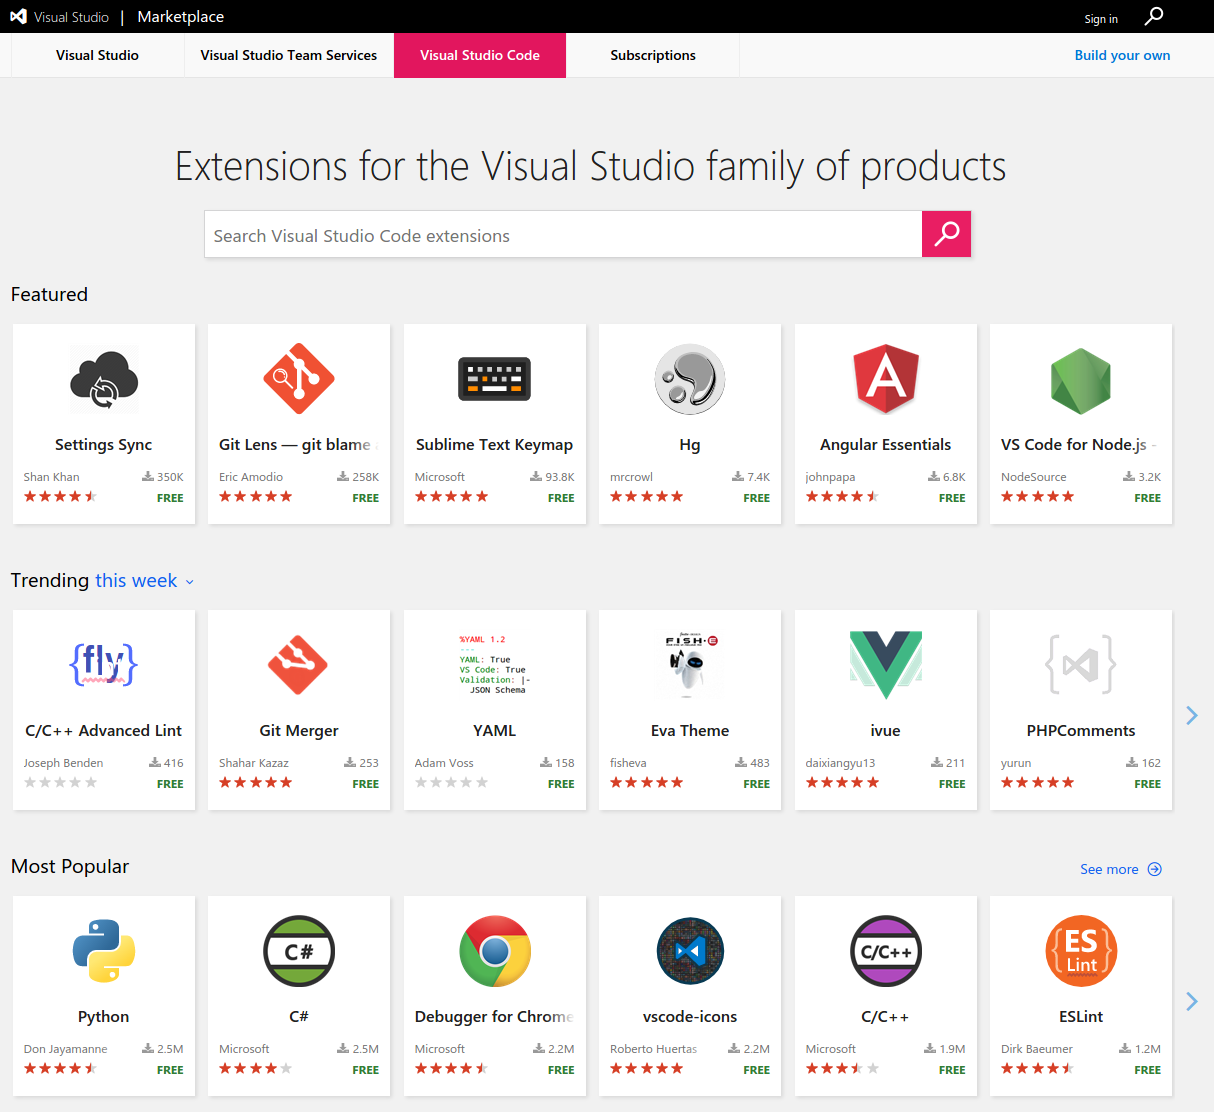 Visual Studio | Marketplace
Sign in
Visual Studio
Visual Studio Team Services
Visual Studio Code
Subscriptions
Build your own
Extensions for the Visual Studio family of products
Search Visual Studio Code extensions
Featured
Settings Sync
Shan Khan 350K
FREE
Git Lens — git blame
Eric Amodio 258K
FREE
Sublime Text Keymap
Microsoft 93.8K
FREE
Hg
mrcrowl 7.4K
FREE
Angular Essentials
johnpapa 6.8K
FREE
VS Code for Node.js -
NodeSource 3.2K
FREE
Trending this week
{fly}
C/C++ Advanced Lint
Joseph Benden 416
FREE
Git Merger
Shahar Kazaz 253
FREE
%YAML 1.2
---
YAML: True
VS Code: True
Validation: |-
JSON Schema
YAML
Adam Voss 158
FREE
FISH-E
Eva Theme
fisheva 483
FREE
ivue
daixiangyu13 211
FREE
PHPComments
yurun 162
FREE
Most Popular
See more
Python
Don Jayamanne 2.5M
FREE
C#
C#
Microsoft 2.5M
FREE
Debugger for Chrome
Microsoft 2.2M
FREE
vscode-icons
Roberto Huertas 2.2M
FREE
C/C++
C/C++
Microsoft 1.9M
FREE
{ES
Lint}
ESLint
Dirk Baeumer 1.2M
FREE